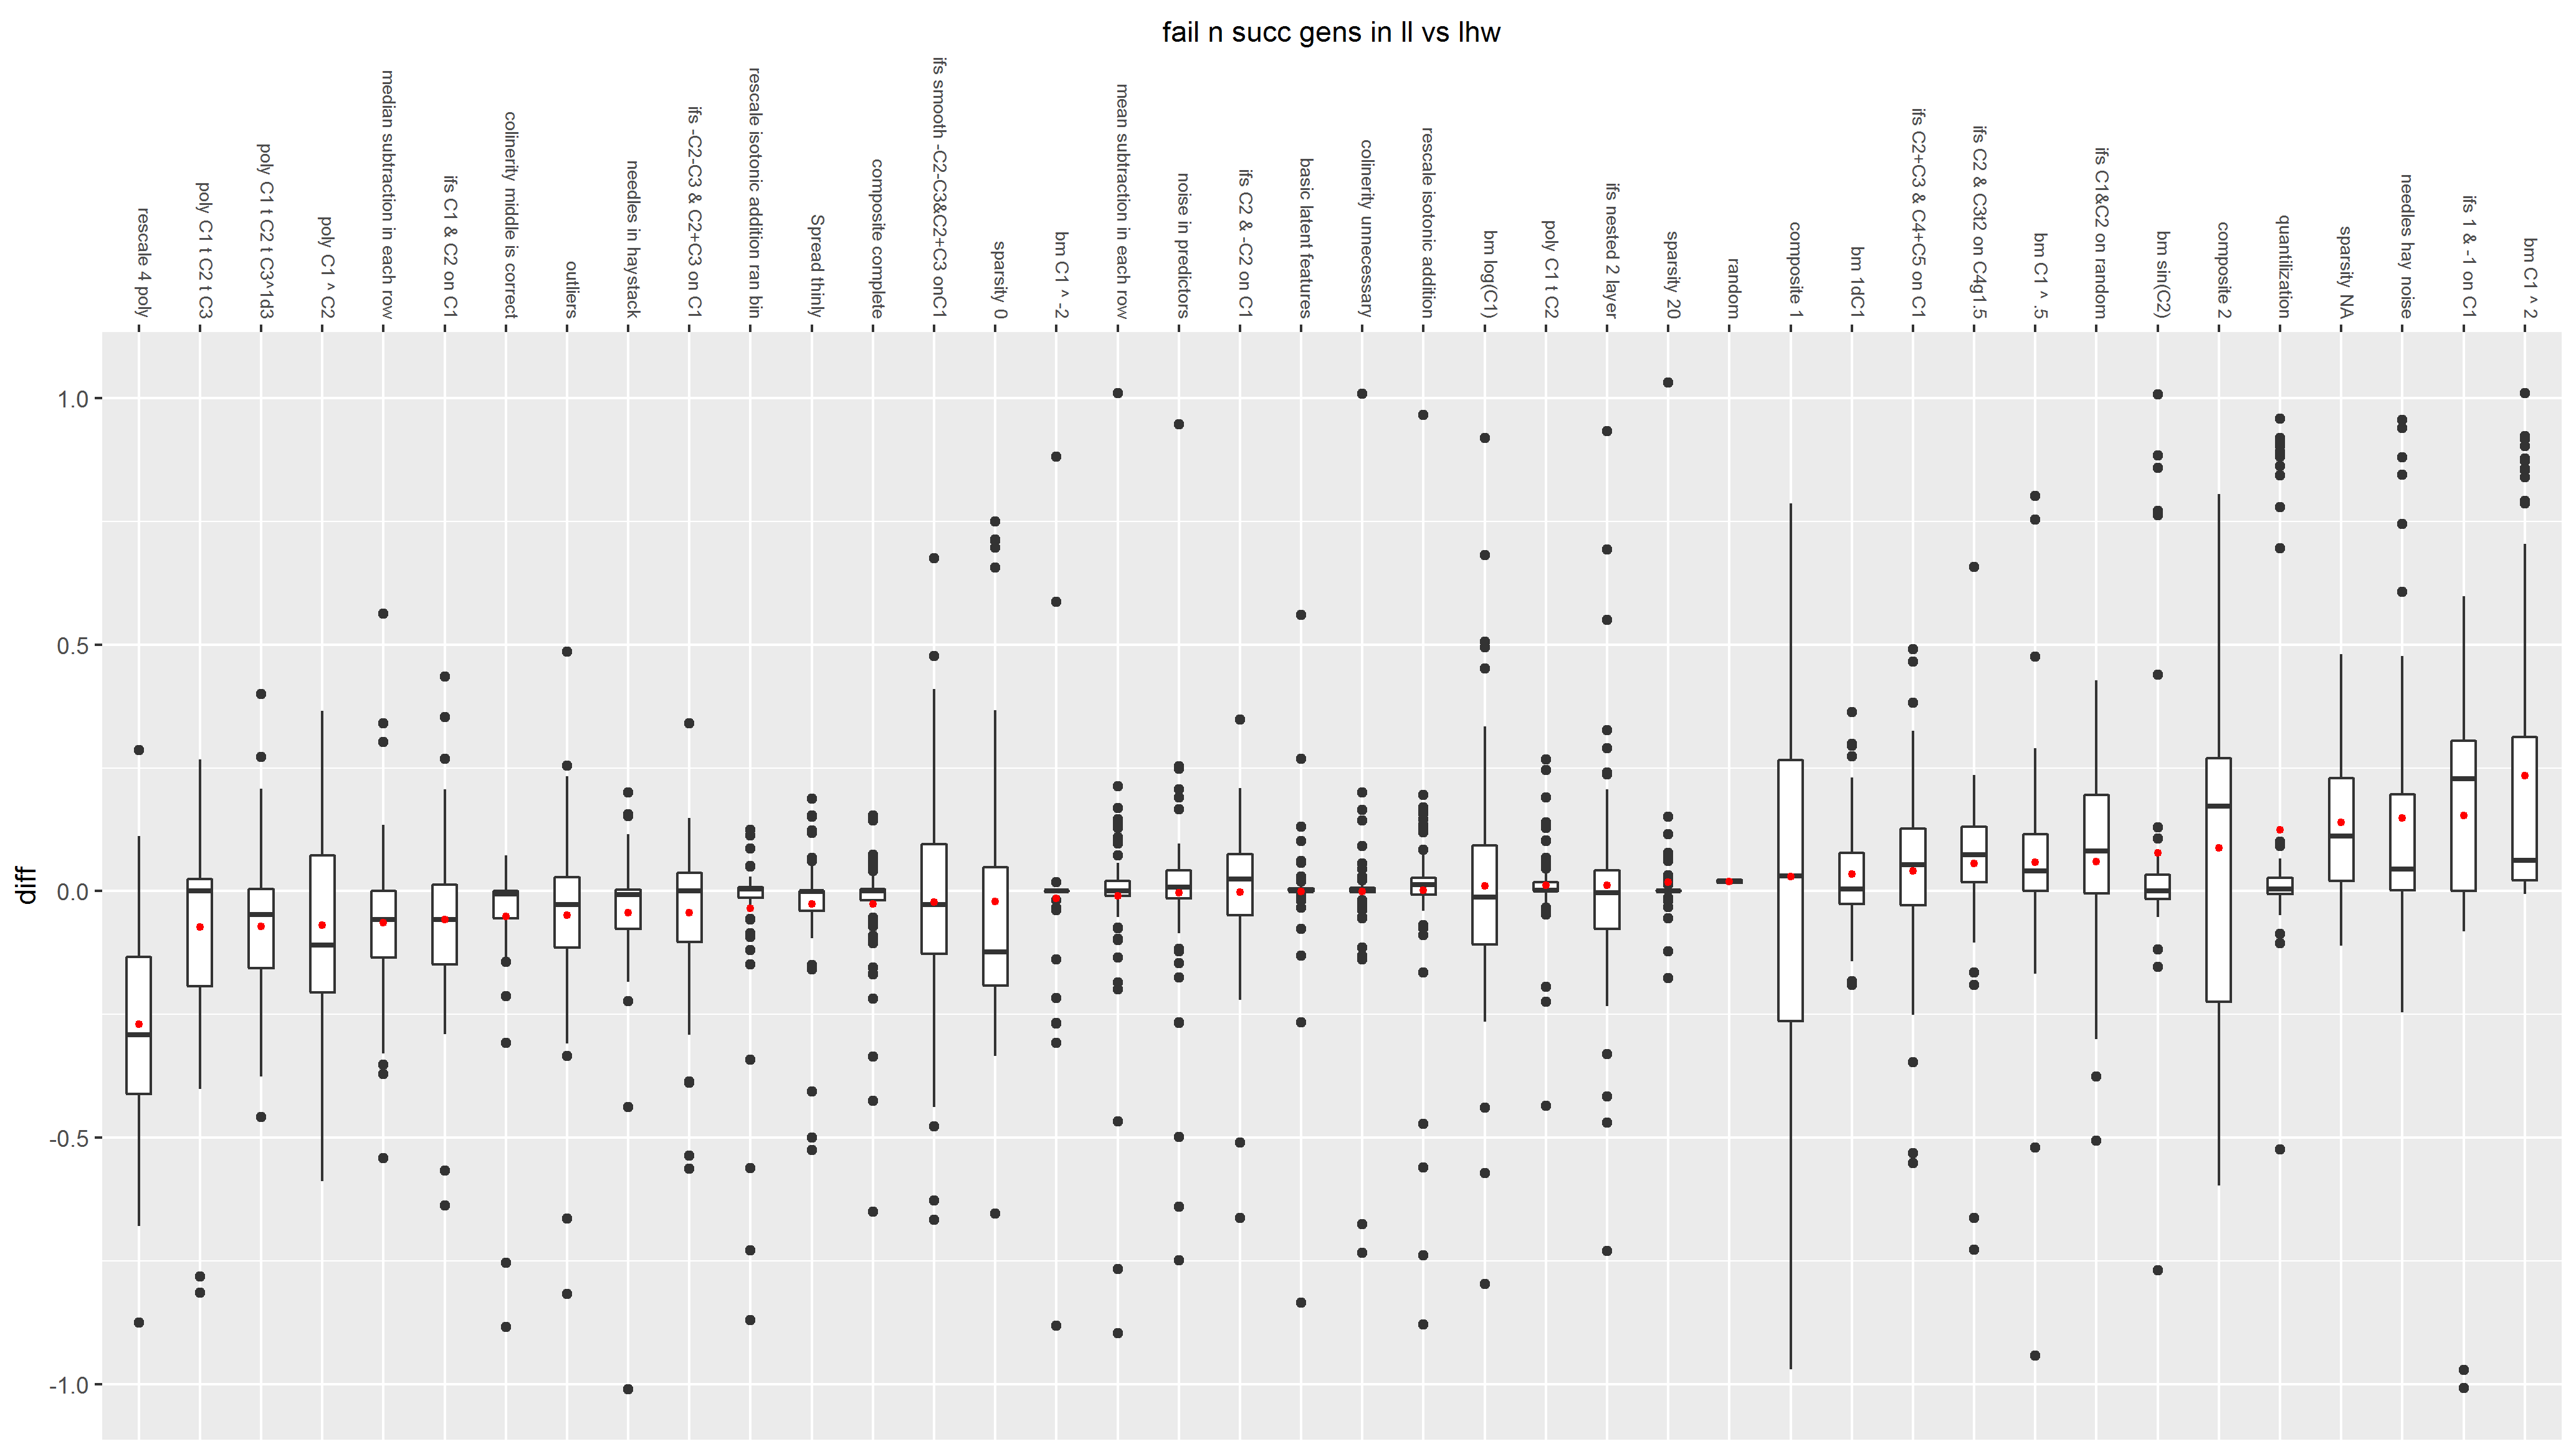 fail n succ gens in ll vs lhw
rescale 4 poly
poly C1 t C2 t C3
poly C1 t C2 t C3^1d3
poly C1 ^ C2
median subtraction in each row
ifs C1 & C2 on C1
colinerity middle is correct
outliers
needles in haystack
ifs -C2-C3 & C2+C3 on C1
rescale isotonic addition ran bin
Spread thinly
composite complete
ifs smooth -C2-C3&C2+C3 onC1
sparsity 0
bm C1 ^ -2
mean subtraction in each row
noise in predictors
ifs C2 & -C2 on C1
basic latent features
colinerity unnecessary
rescale isotonic addition
bm log(C1)
poly C1 t C2
ifs nested 2 layer
sparsity 20
random
composite 1
bm 1dC1
ifs C2+C3 & C4+C5 on C1
ifs C2 & C3t2 on C4g1.5
bm C1 ^ .5
ifs C1&C2 on random
bm sin(C2)
composite 2
quantilization
sparsity NA
needles hay noise
ifs 1 & -1 on C1
bm C1 ^ 2
1.0
0.5
0.0
-0.5
-1.0
diff